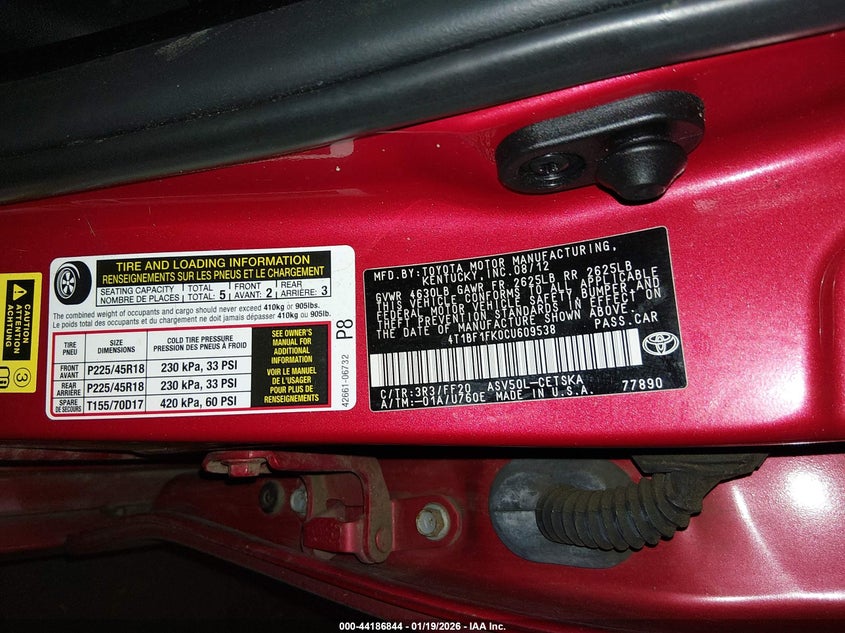 CAUTION
ATTENTION
ACHTUNG
3
TIRE AND LOADING INFORMATION
RENSEIGNEMENTS SUR LES PNEUS ET LE CHARGEMENT
SEATING CAPACITY TOTAL: 5 FRONT: 2 REAR 3
NOMBRE DE PLACES TOTAL: AVANT: ARRIÈRE:
The combined weight of occupants and cargo should never exceed 410kg or 905lbs.
Le poids total des occupants et du chargement ne doit jamais dépasser 410kg ou 905lb.
TIRE SIZE COLD TIRE PRESSURE
PNEU DIMENSIONS PRESSION DES PNEUS À FROID
FRONT
AVANT P225/45R18 230 kPa, 33 PSI
REAR
ARRIÈRE P225/45R18 230 kPa, 33 PSI
SPARE
DE SECOURS T155/70D17 420 kPa, 60 PSI
SEE OWNER'S
MANUAL FOR
ADDITIONAL
INFORMATION
VOIR LE MANUEL
DE L'USAGER
POUR PLUS DE
RENSEIGNEMENTS
42661-06732 P8
MFD.BY:TOYOTA MOTOR MANUFACTURING,
KENTUCKY,INC.08/12
GVWR 4630LB GAWR FR 2625LB RR 2625LB
THIS VEHICLE CONFORMS TO ALL APPLICABLE
FEDERAL MOTOR VEHICLE SAFETY,BUMPER,AND
THEFT PREVENTION STANDARDS IN EFFECT ON
THE DATE OF MANUFACTURE SHOWN ABOVE.
4T1BF1FK0CU609538 PASS.CAR
C/TR:3R3/FF20 ASV50L-CETSKA
A/TM:-01A/U760E MADE IN U.S.A. 77890
TOYOTA
000-44186844 | 01/19/2026 - IAA Inc.